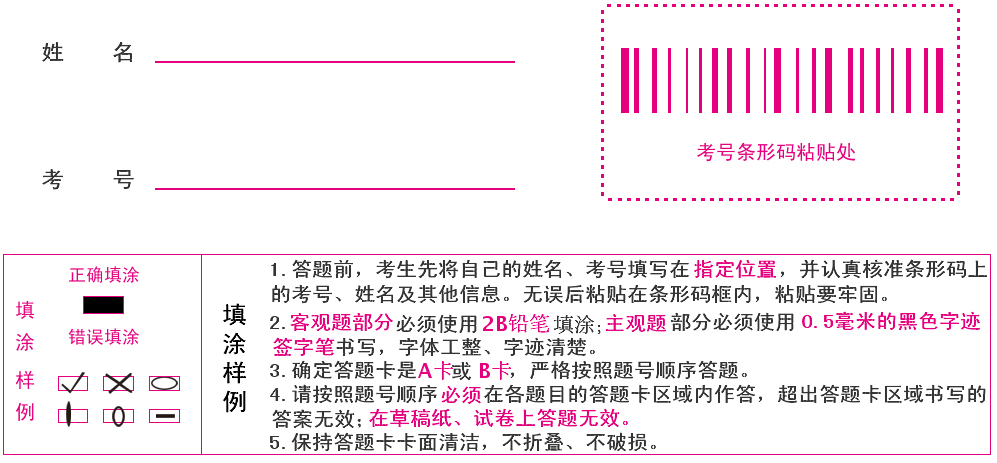 姓 名
考号条形码粘贴处
考 号
正确填涂
错误填涂
填涂样例
填涂样例
1.答题前，考生先将自己的姓名、考号填写在指定位置，并认真核准条形码上
的考号、姓名及其他信息。无误后粘贴在条形码框内，粘贴要牢固。
2.客观题部分必须使用2B铅笔填涂;主观题部分必须使用0.5毫米的黑色字迹
签字笔书写，字体工整、字迹清楚。
3.确定答题卡是A卡或B卡，严格按照题号顺序答题。
4.请按照题号顺序必须在各题目的答题卡区域内作答，超出答题卡区域书写的
答案无效;在草稿纸、试卷上答题无效。
5.保持答题卡卡面清洁，不折叠、不破损。